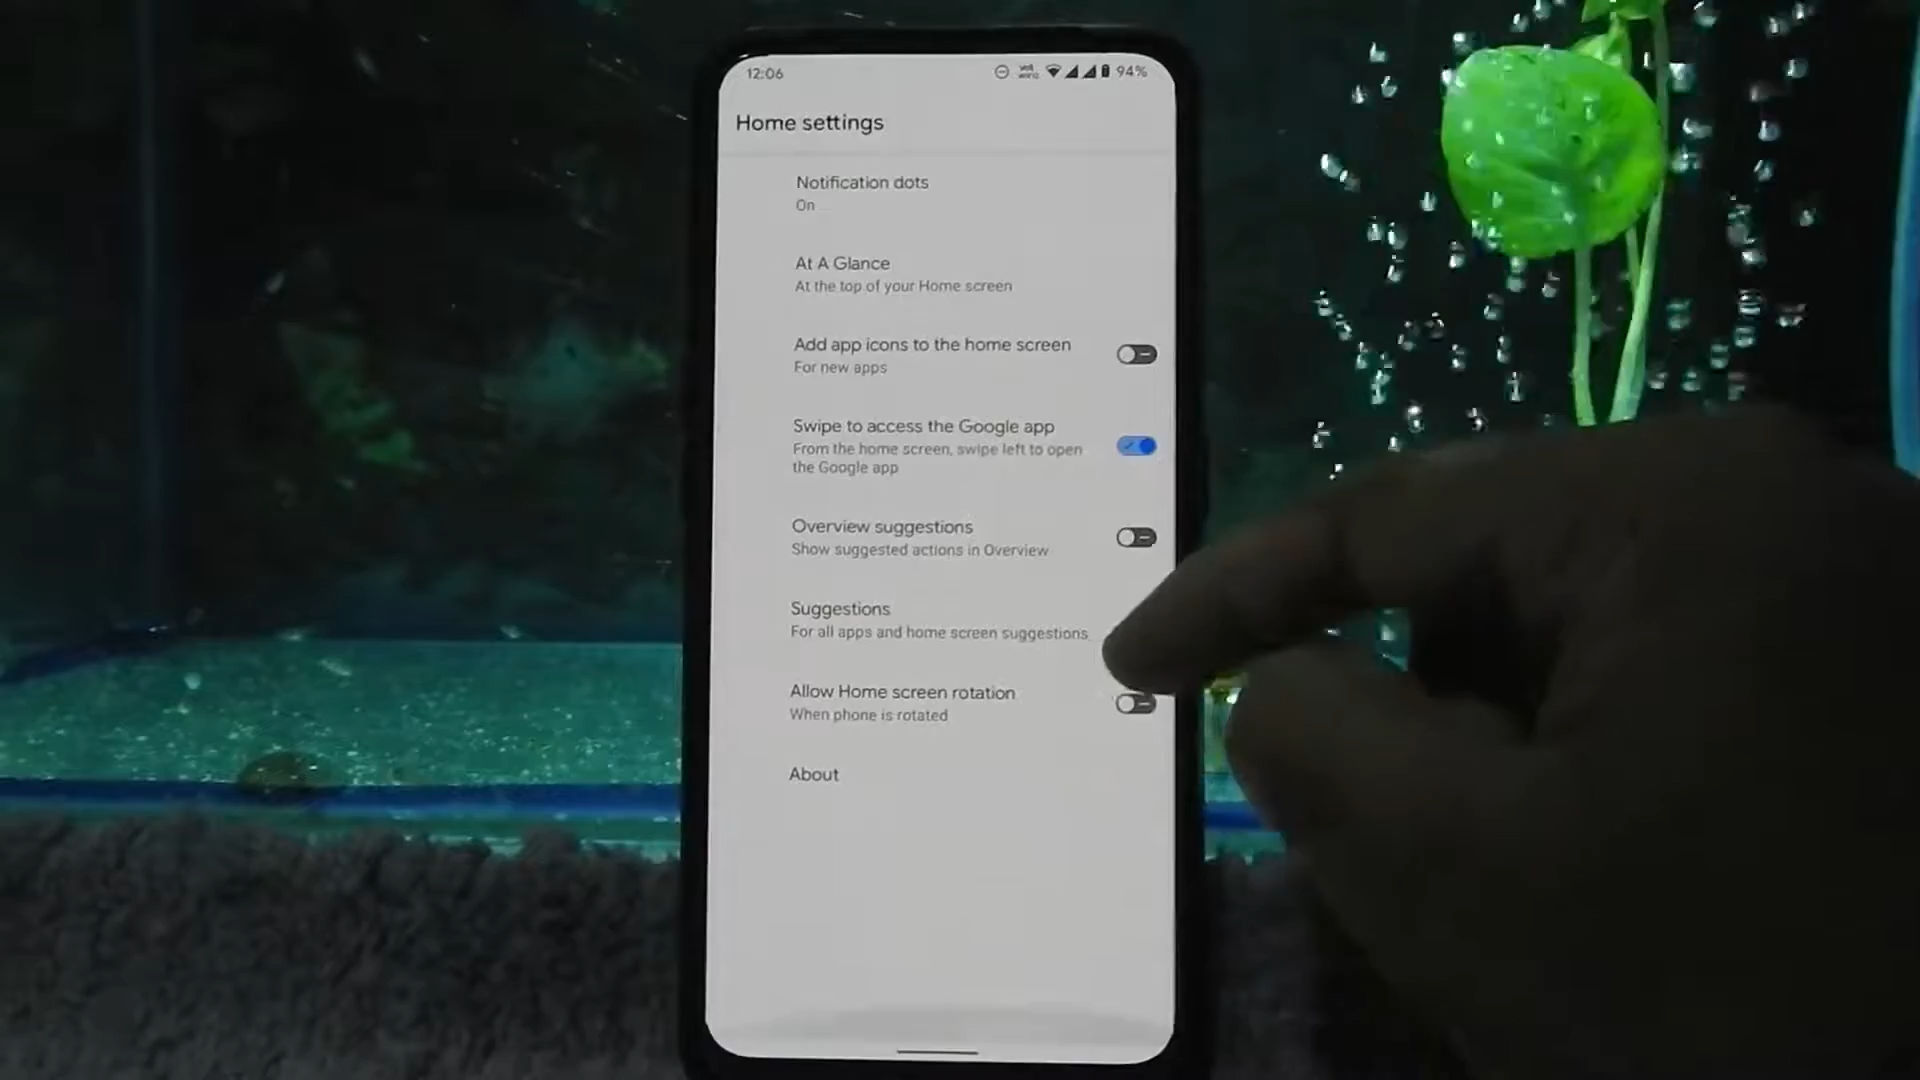 12:06
94%
Home settings
Notification dots
On
At A Glance
At the top of your Home screen
Add app icons to the home screen
For new apps
Swipe to access the Google app
From the home screen, swipe left to open
the Google app
Overview suggestions
Show suggested actions in Overview
Suggestions
For all apps and home screen suggestions
Allow Home screen rotation
When phone is rotated
About